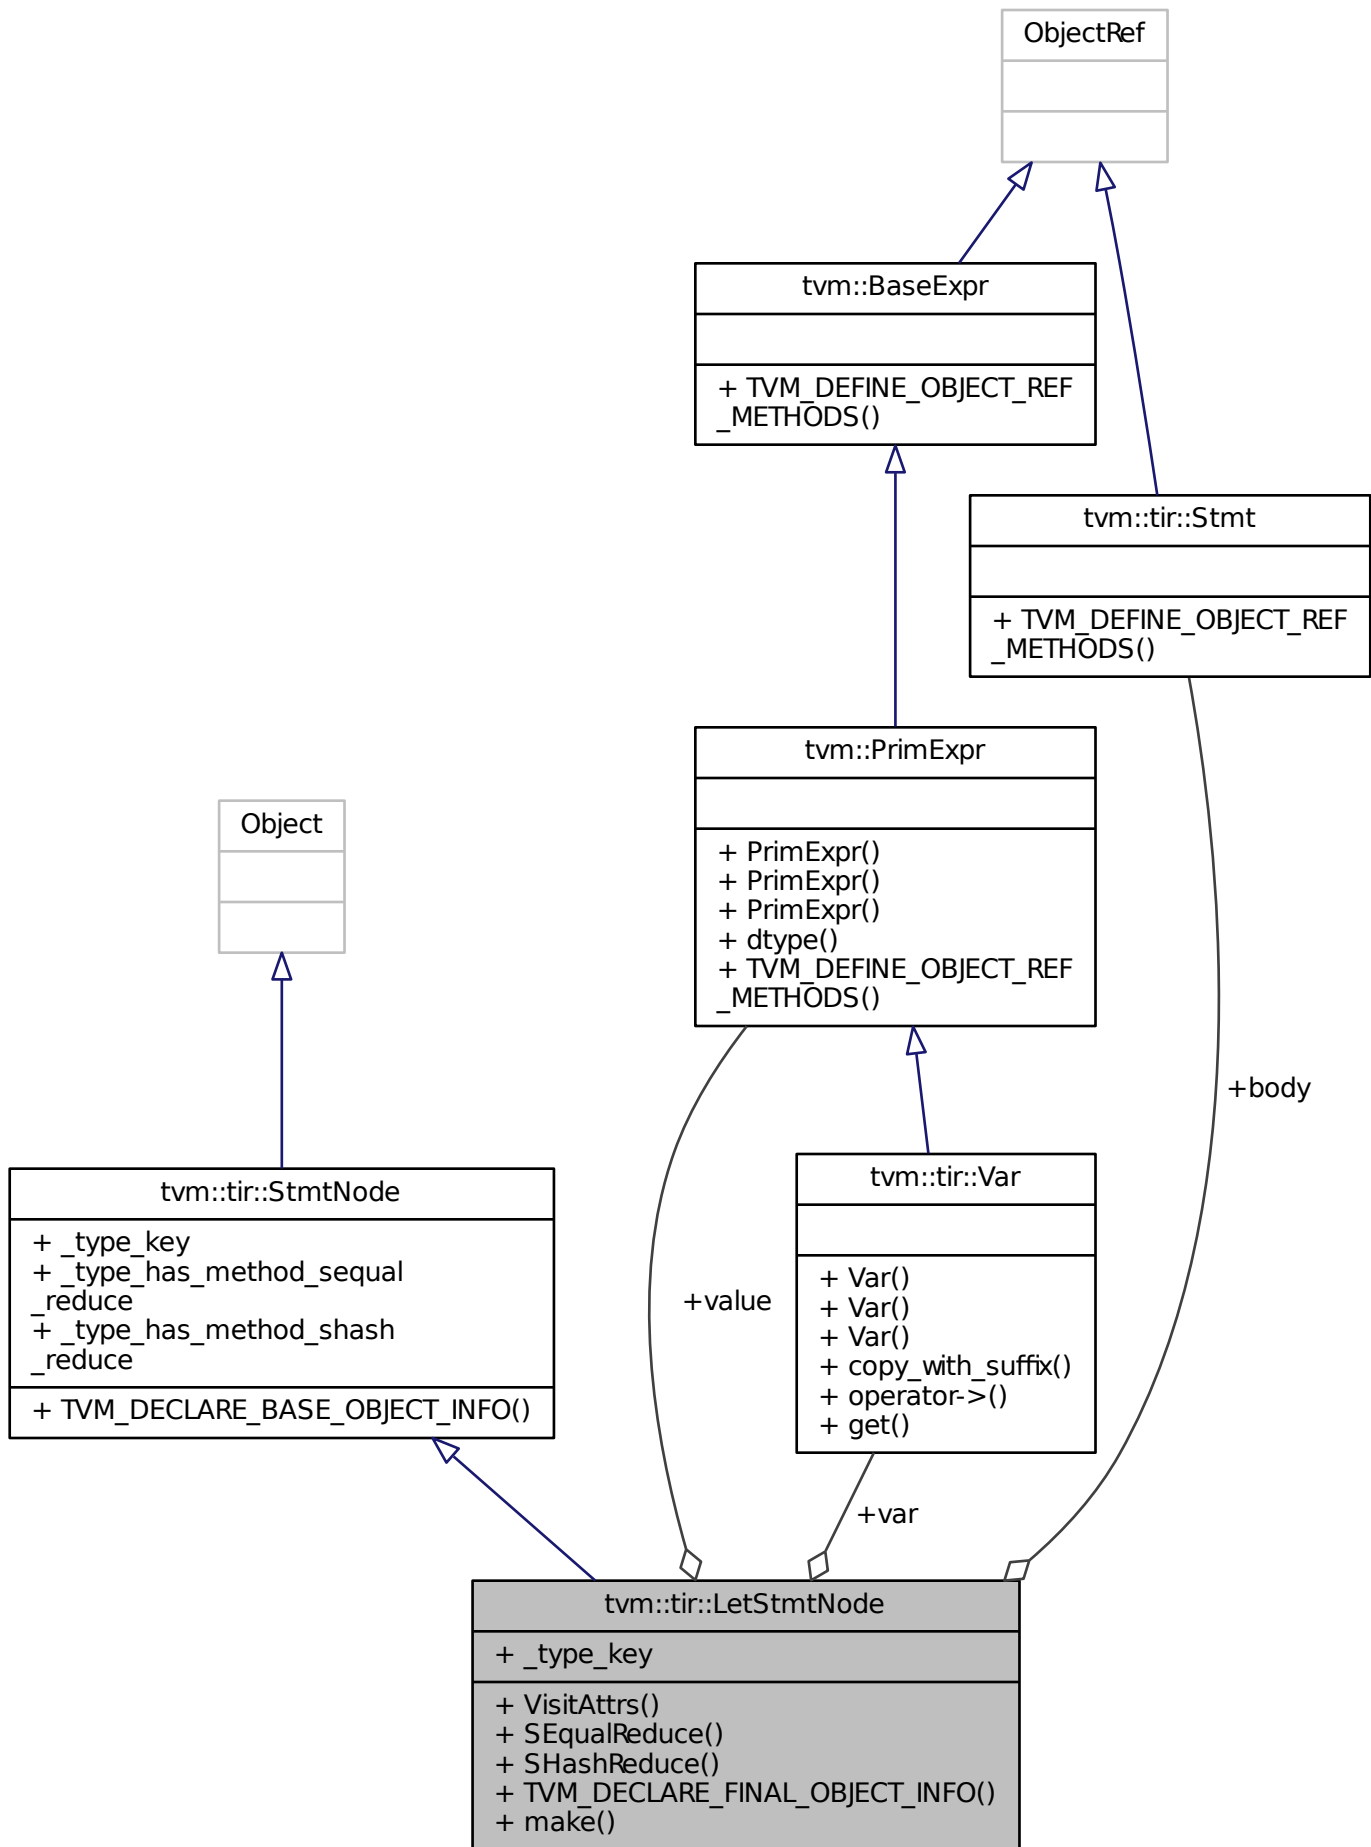 ObjectRef
tvm::BaseExpr
+ TVM_DEFINE_OBJECT_REF
_METHODS()
tvm::tir::Stmt
+ TVM_DEFINE_OBJECT_REF
_METHODS()
tvm::PrimExpr
+ PrimExpr()
+ PrimExpr()
+ PrimExpr()
+ dtype()
+ TVM_DEFINE_OBJECT_REF
_METHODS()
Object
+body
tvm::tir::StmtNode
+ _type_key
+ _type_has_method_sequal
_reduce
+ _type_has_method_shash
_reduce
+ TVM_DECLARE_BASE_OBJECT_INFO()
+value
tvm::tir::Var
+ Var()
+ Var()
+ Var()
+ copy_with_suffix()
+ operator->()
+ get()
+var
tvm::tir::LetStmtNode
+ _type_key
+ VisitAttrs()
+ SEqualReduce()
+ SHashReduce()
+ TVM_DECLARE_FINAL_OBJECT_INFO()
+ make()